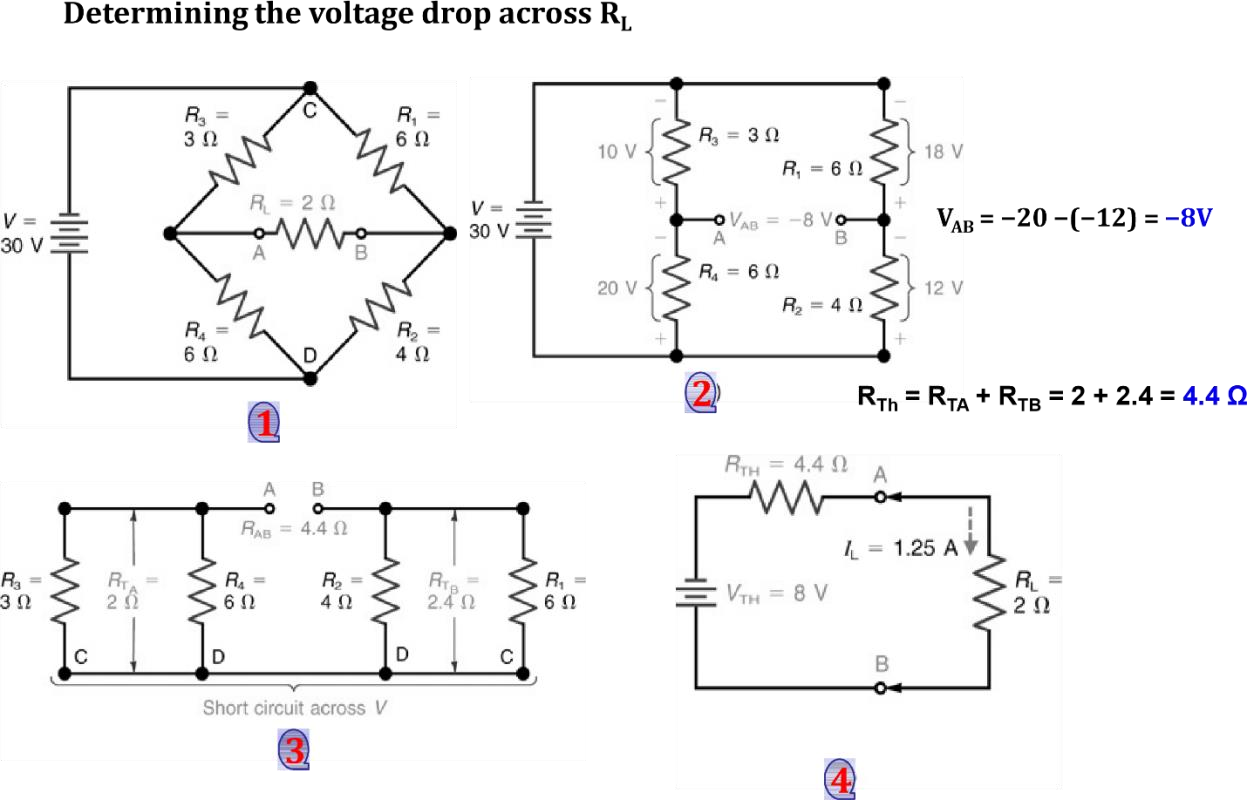 Determining the voltage drop across RL
C
R3 =
3 Ω
R1 =
6 Ω
RL = 2 Ω
A
B
V =
30 V
R4 =
6 Ω
D
R2 =
4 Ω
1
V =
30 V
−
−
10 V
R3 = 3 Ω
R1 = 6 Ω
18 V
+
+
VAB = −8 V
A
B
−
−
20 V
R4 = 6 Ω
R2 = 4 Ω
12 V
+
+
2)
VAB = −20 −(−12) = −8V
RTh = RTA + RTB = 2 + 2.4 = 4.4 Ω
A
B
RAB = 4.4 Ω
R3 =
3 Ω
RTA =
2 Ω
R4 =
6 Ω
R2 =
4 Ω
RTB =
2.4 Ω
R1 =
6 Ω
C
D
D
C
Short circuit across V
3
RTH = 4.4 Ω
A
IL = 1.25 A
VTH = 8 V
RL =
2 Ω
B
4